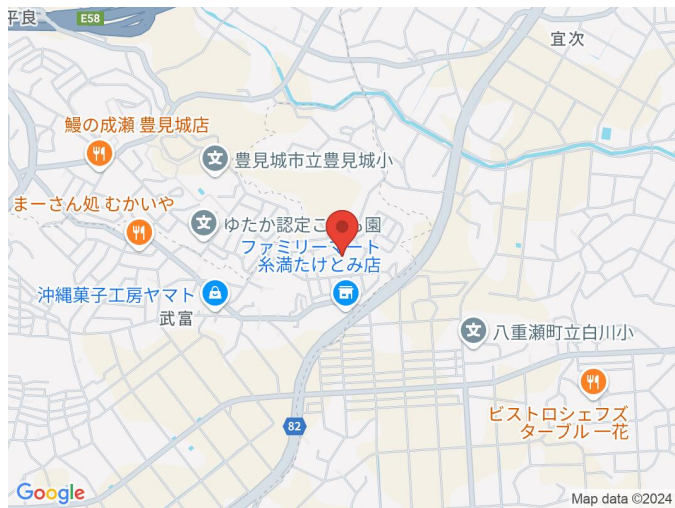 平良
E58
宜次
鰻の成瀬 豊見城店
豊見城市立豊見城小
まーさん処 むかいや
ゆたか認定こ
も園
ファミリーマート
糸満たけとみ店
沖縄菓子工房ヤマト
武富
八重瀬町立白川小
ビストロシェフズ
ターブル 一花
82
Google
Map data ©2024